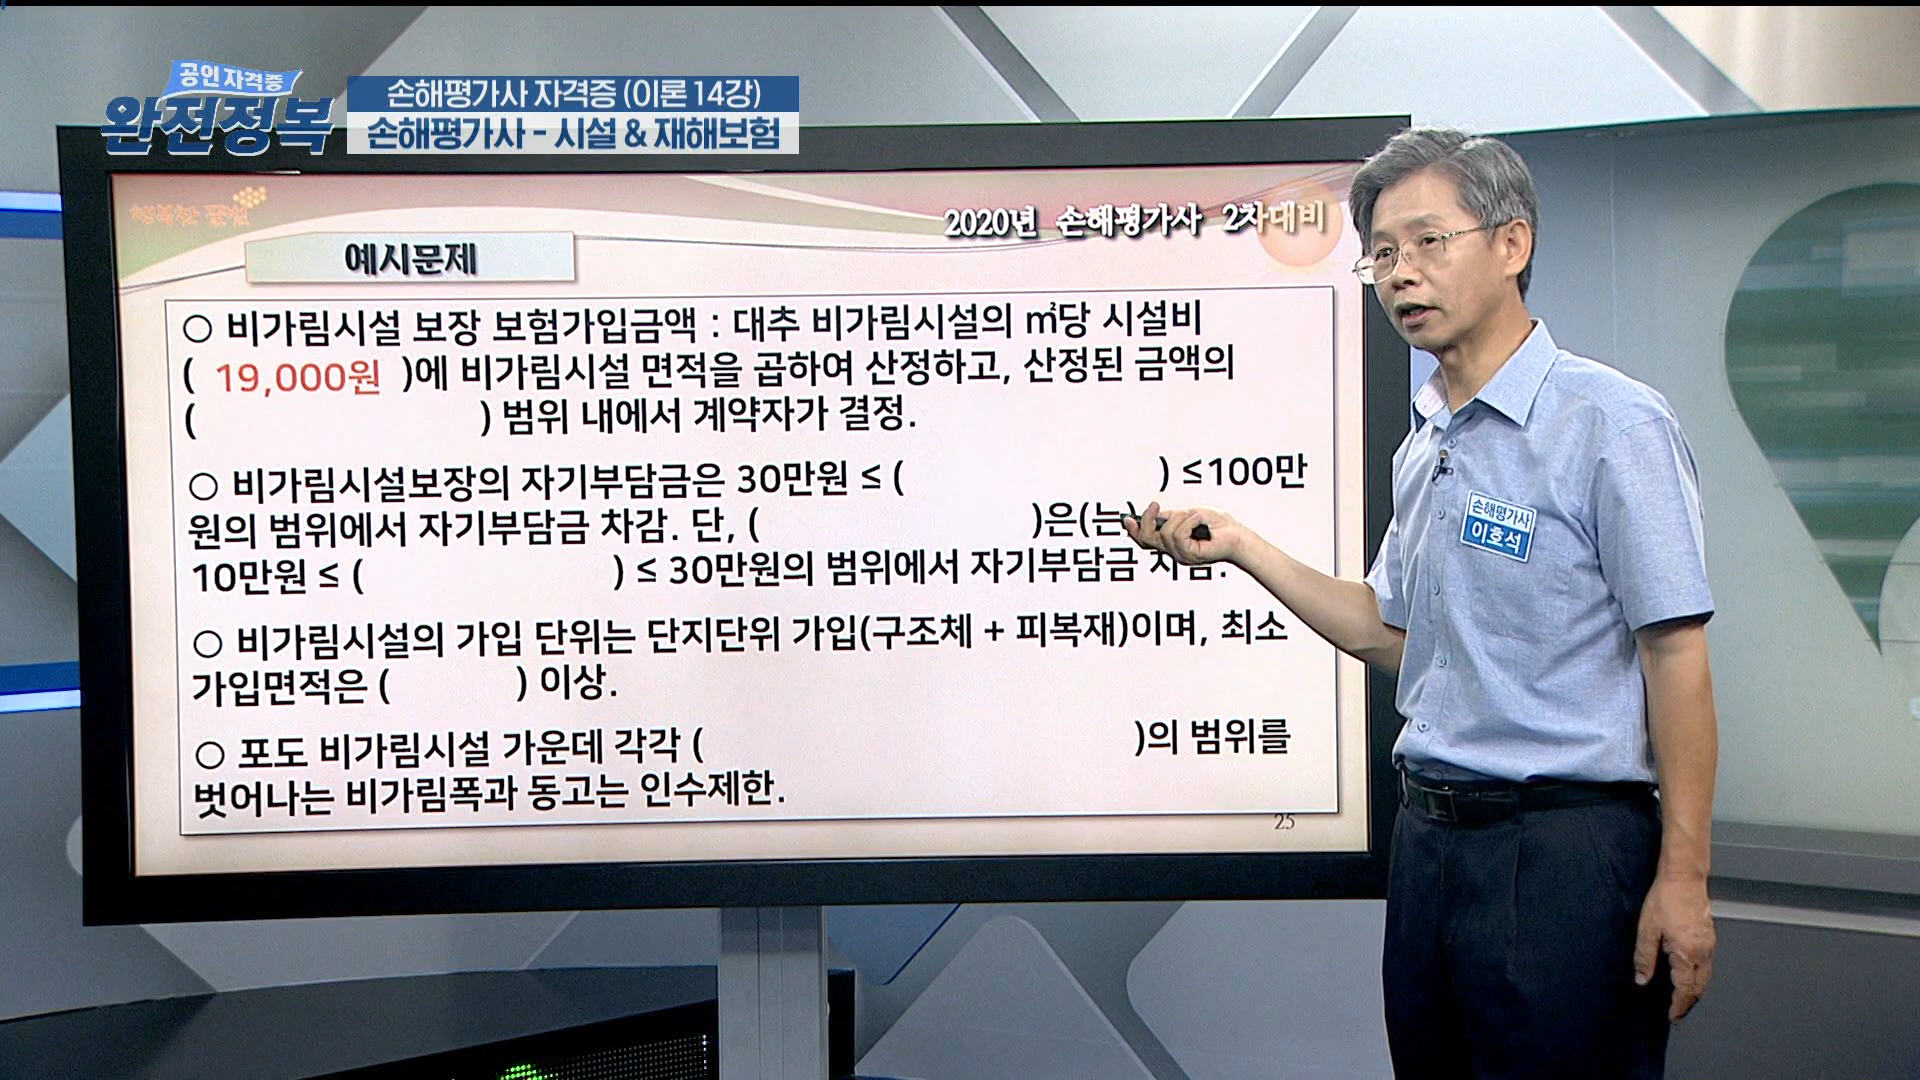 공인 자격증
완전정복
손해평가사 자격증 (이론 14강)
손해평가사 - 시설 & 재해보험
2020년 손해평가사 2차대비
예시문제
○ 비가림시설 보장 보험가입금액 : 대추 비가림시설의 ㎡당 시설비
( 19,000원 )에 비가림시설 면적을 곱하여 산정하고, 산정된 금액의
( ) 범위 내에서 계약자가 결정.
○ 비가림시설보장의 자기부담금은 30만원 ≤ ( ) ≤100만
원의 범위에서 자기부담금 차감. 단, ( )은(는)
10만원 ≤ ( ) ≤ 30만원의 범위에서 자기부담금 차감.
○ 비가림시설의 가입 단위는 단지단위 가입(구조체 + 피복재)이며, 최소
가입면적은 ( ) 이상.
○ 포도 비가림시설 가운데 각각 ( )의 범위를
벗어나는 비가림폭과 동고는 인수제한.
25
손해평가사
이호석